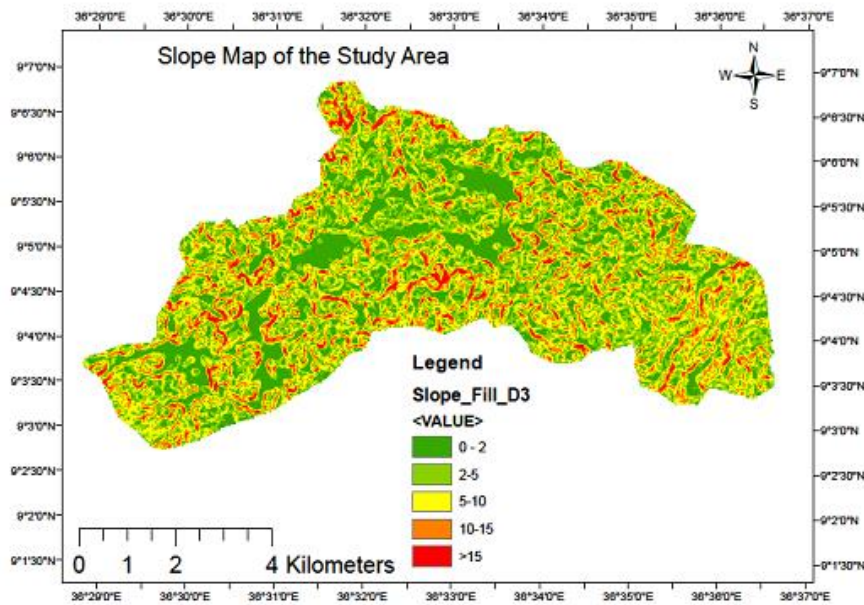 36°29'0"E 36°30'0"E 36°31'0"E 36°32'0"E 36°33'0"E 36°34'0"E 36°35'0"E 36°36'0"E 36°37'0"E
Slope Map of the Study Area
N
W E
S
9°7'0"N 9°7'0"N
9°6'30"N 9°6'30"N
9°6'0"N 9°6'0"N
9°5'30"N 9°5'30"N
9°5'0"N 9°5'0"N
9°4'30"N 9°4'30"N
9°4'0"N 9°4'0"N
9°3'30"N 9°3'30"N
9°3'0"N 9°3'0"N
9°2'30"N 9°2'30"N
9°2'0"N 9°2'0"N
9°1'30"N 9°1'30"N
Legend
Slope_Fill_D3
<VALUE>
0 - 2
2-5
5-10
10-15
>15
0 1 2 4 Kilometers
36°29'0"E 36°30'0"E 36°31'0"E 36°32'0"E 36°33'0"E 36°34'0"E 36°35'0"E 36°36'0"E 36°37'0"E